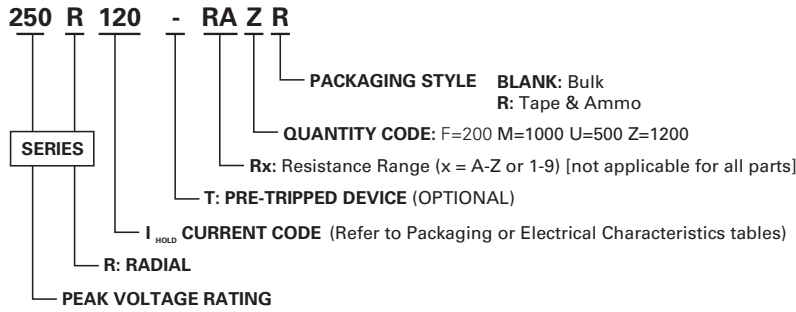 250 R 120 - RA Z R
PACKAGING STYLE BLANK: Bulk
R: Tape & Ammo
QUANTITY CODE: F=200 M=1000 U=500 Z=1200
SERIES
Rx: Resistance Range (x = A-Z or 1-9) [not applicable for all parts]
T: PRE-TRIPPED DEVICE (OPTIONAL)
I HOLD CURRENT CODE (Refer to Packaging or Electrical Characteristics tables)
R: RADIAL
PEAK VOLTAGE RATING